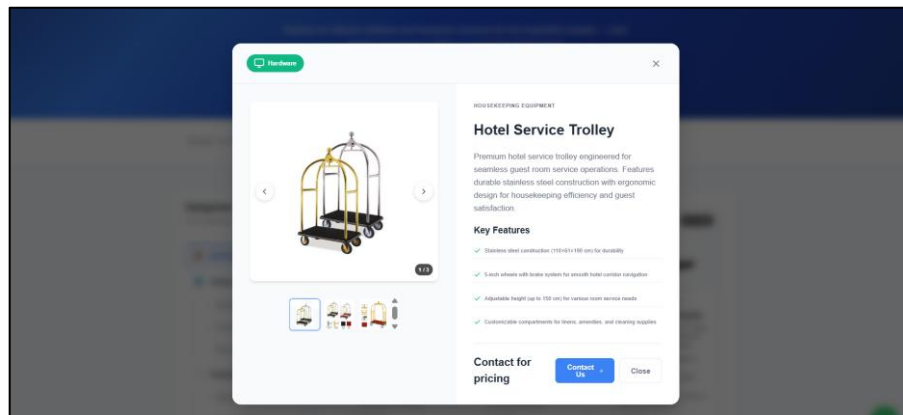 Hardware
HOUSEKEEPING EQUIPMENT
Hotel Service Trolley
Premium hotel service trolley engineered for
seamless guest room service operations. Features
durable stainless steel construction with ergonomic
design for housekeeping efficiency and guest
satisfaction.
Key Features
Stainless steel construction (110×61×190 cm) for durability
5-inch wheels with brake system for smooth hotel corridor navigation
Adjustable height (up to 150 cm) for various room service needs
Customizable compartments for linens, amenities, and cleaning supplies
1 / 3
Contact for
pricing
Contact
Us
Close